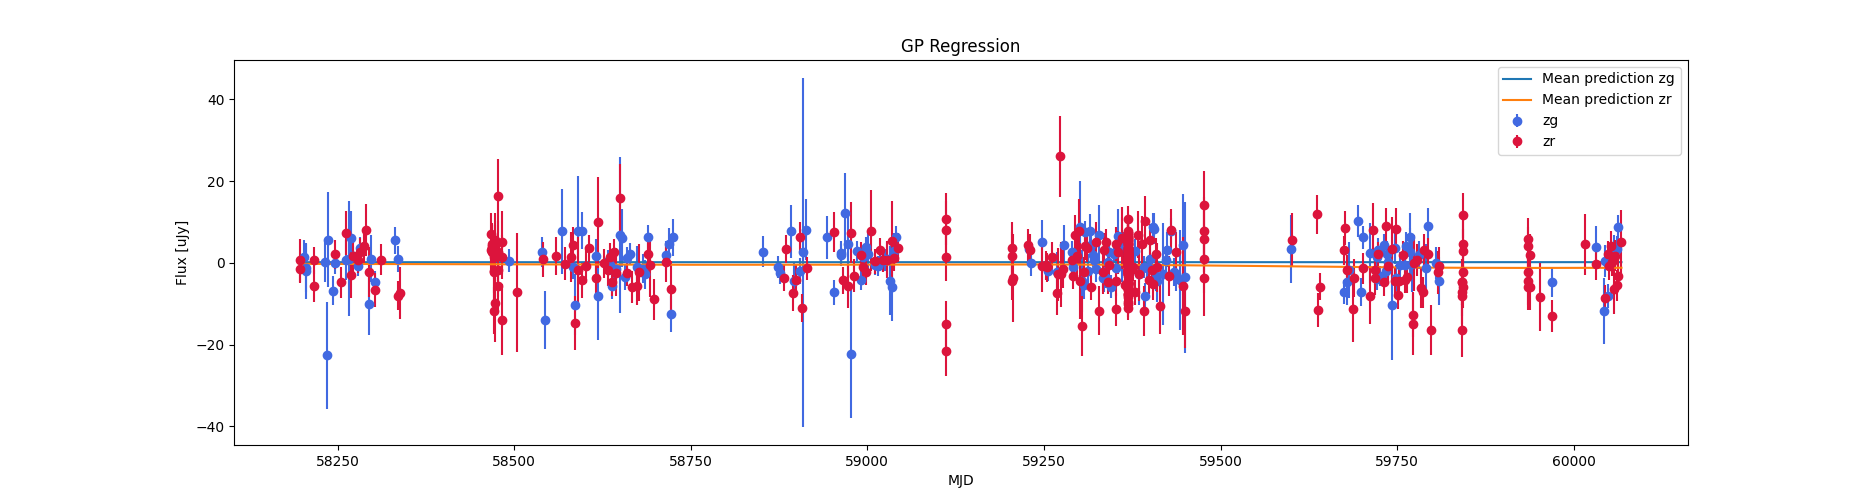 GP Regression
Mean prediction zg
Mean prediction zr
zg
zr
Flux [uJy]
40
20
0
−20
−40
58250
58500
58750
59000
59250
59500
59750
60000
MJD